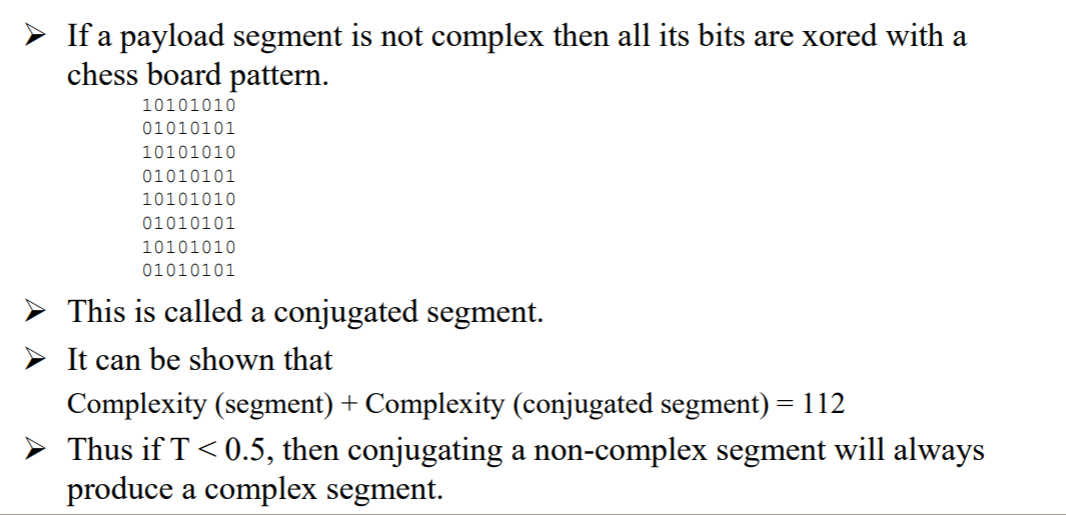 ➢ If a payload segment is not complex then all its bits are xored with a
chess board pattern.
10101010
01010101
10101010
01010101
10101010
01010101
10101010
01010101
➢ This is called a conjugated segment.
➢ It can be shown that
Complexity (segment) + Complexity (conjugated segment) = 112
➢ Thus if T < 0.5, then conjugating a non-complex segment will always
produce a complex segment.